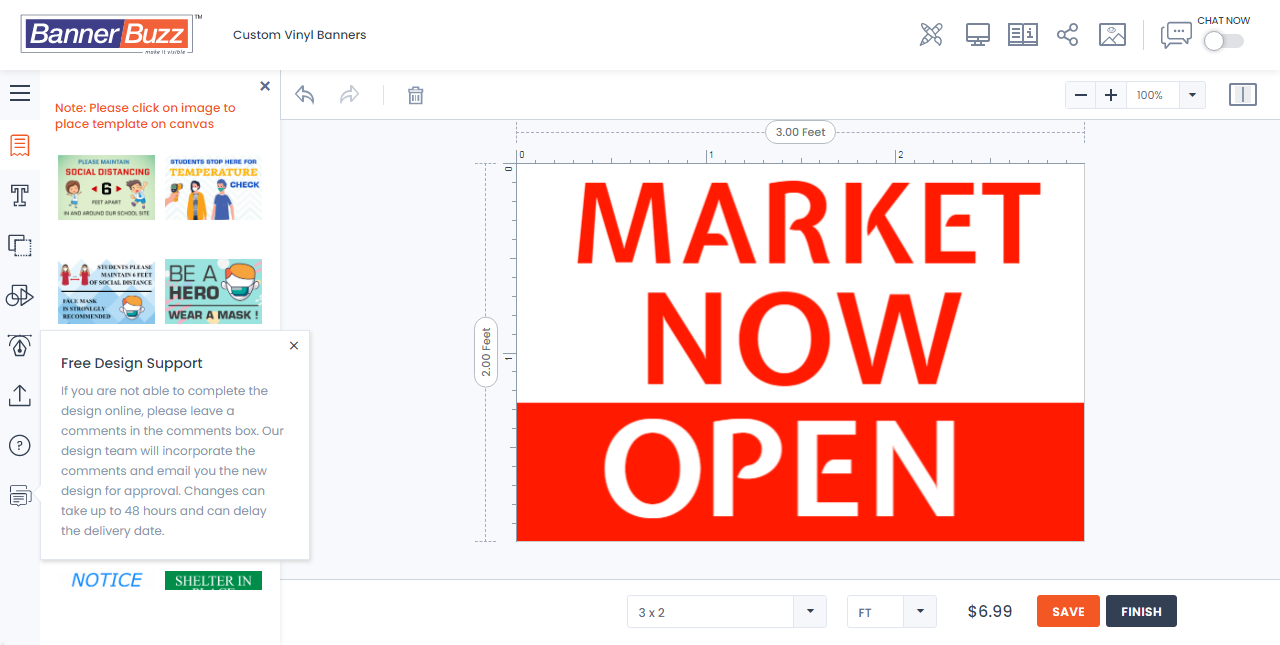 BannerBuzz™
make it visible
Custom Vinyl Banners
CHAT NOW
Note: Please click on image to
place template on canvas
100%
PLEASE MAINTAIN
SOCIAL DISTANCING
6
FEET APART
IN AND AROUND OUR SCHOOL SITE
STUDENTS STOP HERE FOR
TEMPERATURE
CHECK
STUDENTS PLEASE
MAINTAIN 6 FEET
OF SOCIAL DISTANCE
FACE MASK
IS STRONLGY
RECOMMENDED
BE A
HERO
WEAR A MASK !
Free Design Support
If you are not able to complete the
design online, please leave a
comments in the comments box. Our
design team will incorporate the
comments and email you the new
design for approval. Changes can
take up to 48 hours and can delay
the delivery date.
NOTICE
SHELTER IN
PLACE
3.00 Feet
0
1
2
0
1
2.00 Feet
MARKET
NOW
OPEN
3 x 2
FT
$6.99
SAVE
FINISH